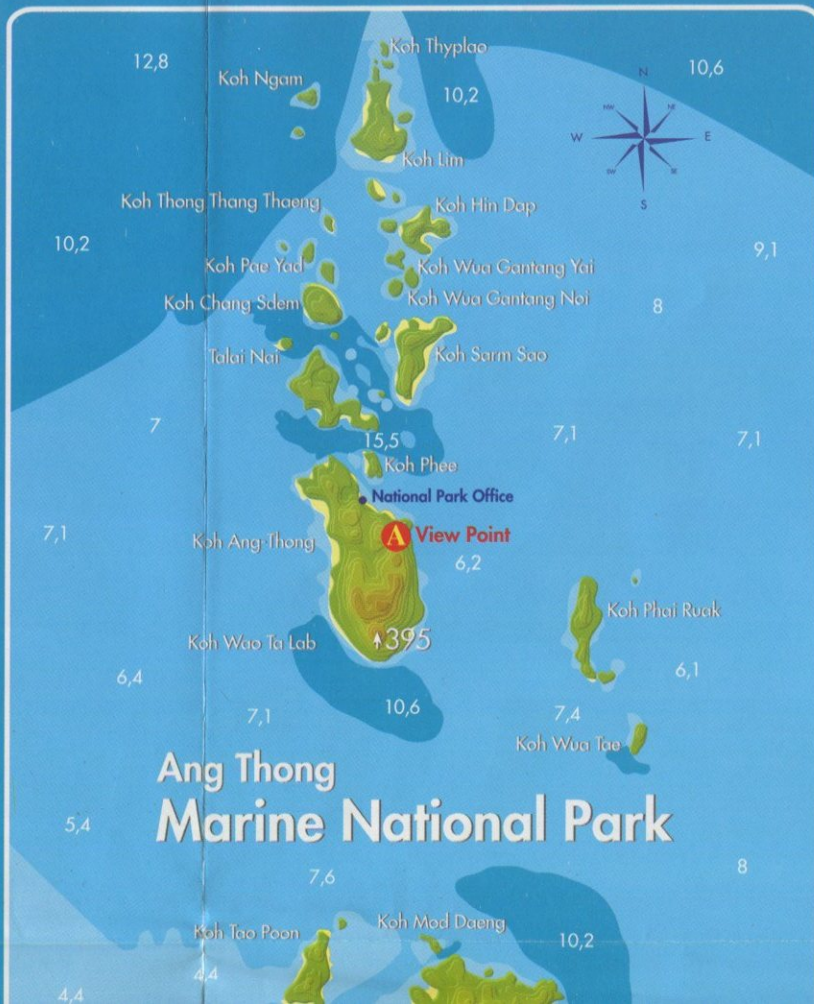 Koh Thyplao
12,8
10,6
Koh Ngam
N
10,2
NW
NE
W
E
Koh Lim
SW
SE
Koh Thong Thang Thaeng
Koh Hin Dap
S
10,2
9,1
Koh Pae Yad
Koh Wua Gantang Yai
Koh Chang Sdem
Koh Wua Gantang Noi
8
Talai Nai
Koh Sarm Sao
7
15,5
7,1
7,1
Koh Phee
National Park Office
7,1
Koh Ang-Thong
A View Point
6,2
Koh Phai Ruak
Koh Wao Ta Lab
395
6,4
6,1
7,1
10,6
7,4
Koh Wua Tae
Ang Thong
Marine National Park
5,4
8
7,6
Koh Tao Poon
Koh Mod Daeng
10,2
4,4
4,4